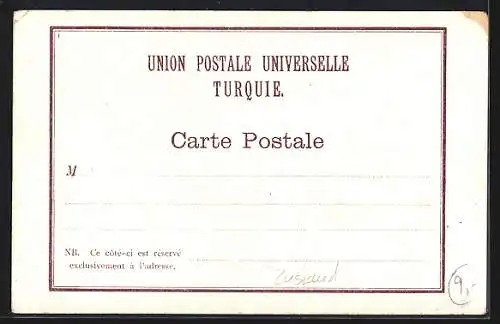 UNION POSTALE UNIVERSELLE
TURQUIE.
Carte Postale
M
NB. Ce côté-ci est réservé
exclusivement à l'adresse.
9,-